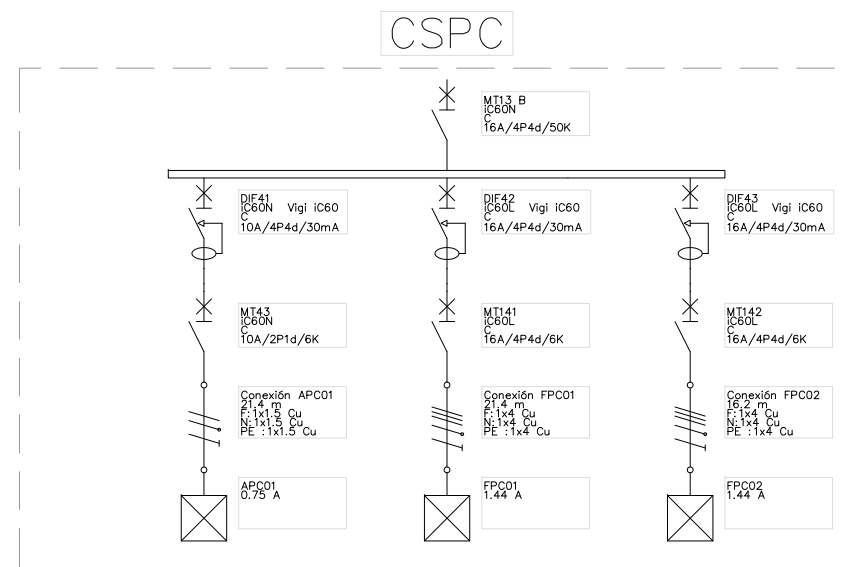 CSPC
MT13 B
iC60N
C
16A/4P4d/50K
DIF41
iC60N Vigi iC60
C
10A/4P4d/30mA
DIF42
iC60L Vigi iC60
C
16A/4P4d/30mA
DIF43
iC60L Vigi iC60
C
16A/4P4d/30mA
MT43
iC60N
C
10A/2P1d/6K
MT141
iC60L
C
16A/4P4d/6K
MT142
iC60L
C
16A/4P4d/6K
Conexión APC01
21.4 m
F:1x1.5 Cu
N:1x1.5 Cu
PE :1x1.5 Cu
Conexión FPC01
21.4 m
F:1x4 Cu
N:1x4 Cu
PE :1x4 Cu
Conexión FPC02
16.2 m
F:1x4 Cu
N:1x4 Cu
PE :1x4 Cu
APC01
0.75 A
FPC01
1.44 A
FPC02
1.44 A